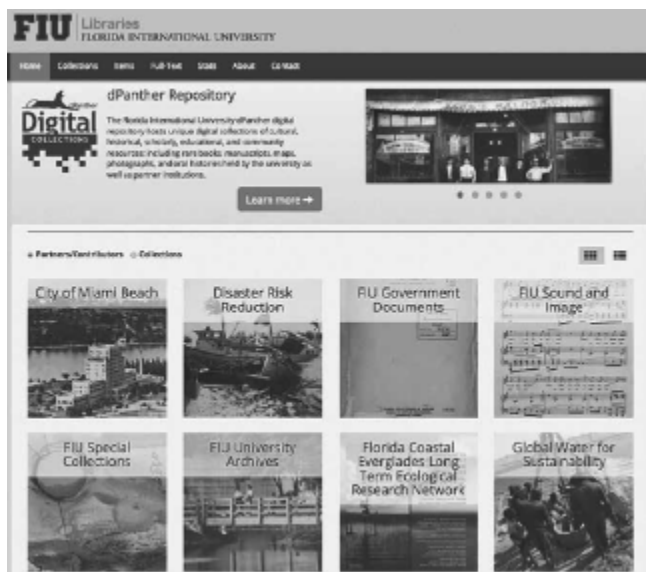 FIU Libraries
FLORIDA INTERNATIONAL UNIVERSITY
Home Collections Items Full-Text Stats About Contact
dPanther Repository
dPanther
Digital
COLLECTIONS
The Florida International University dPanther digital
repository hosts unique digital collections of cultural,
historical, scholarly, educational, and community
resources; including rare books, manuscripts, maps,
photographs, and oral histories held by the university as
well as partner institutions.
Learn more →
Partners/Contributors Collections
City of Miami Beach
Disaster Risk
Reduction
FIU Government
Documents
FIU Sound and
Image
FIU Special
Collections
FIU University
Archives
Florida Coastal
Everglades Long
Term Ecological
Research Network
Global Water for
Sustainability